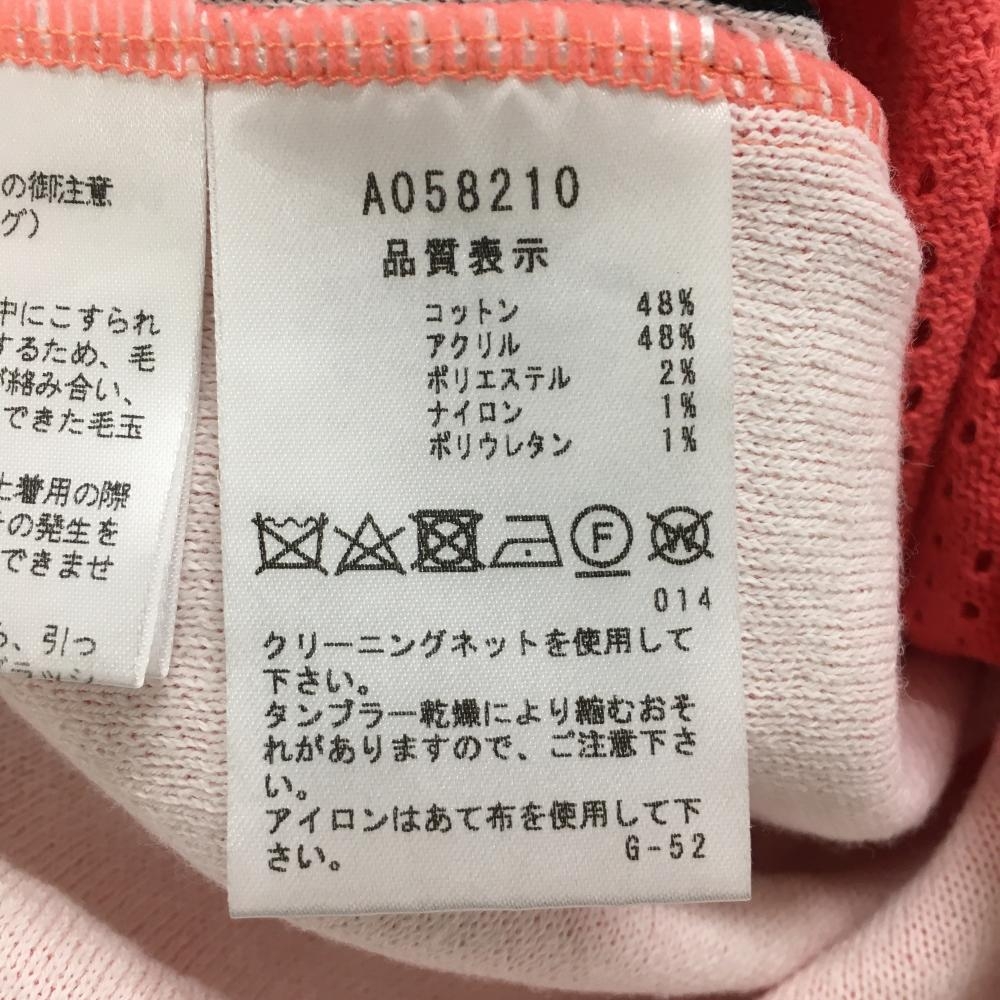 の御注意
グ)
中にこすられ
するため、毛
が絡み合い、
できた毛玉
着用の際
の発生を
できませ
、引つ
A058210
品質表示
コットン 48%
アクリル 48%
ポリエステル 2%
ナイロン 1%
ポリウレタン 1%
F W
014
クリーニングネットを使用して
下さい。
タンブラー乾燥により縮むおそ
れがありますので、ご注意下さ
い。
アイロンはあて布を使用して下
さい。 G-52